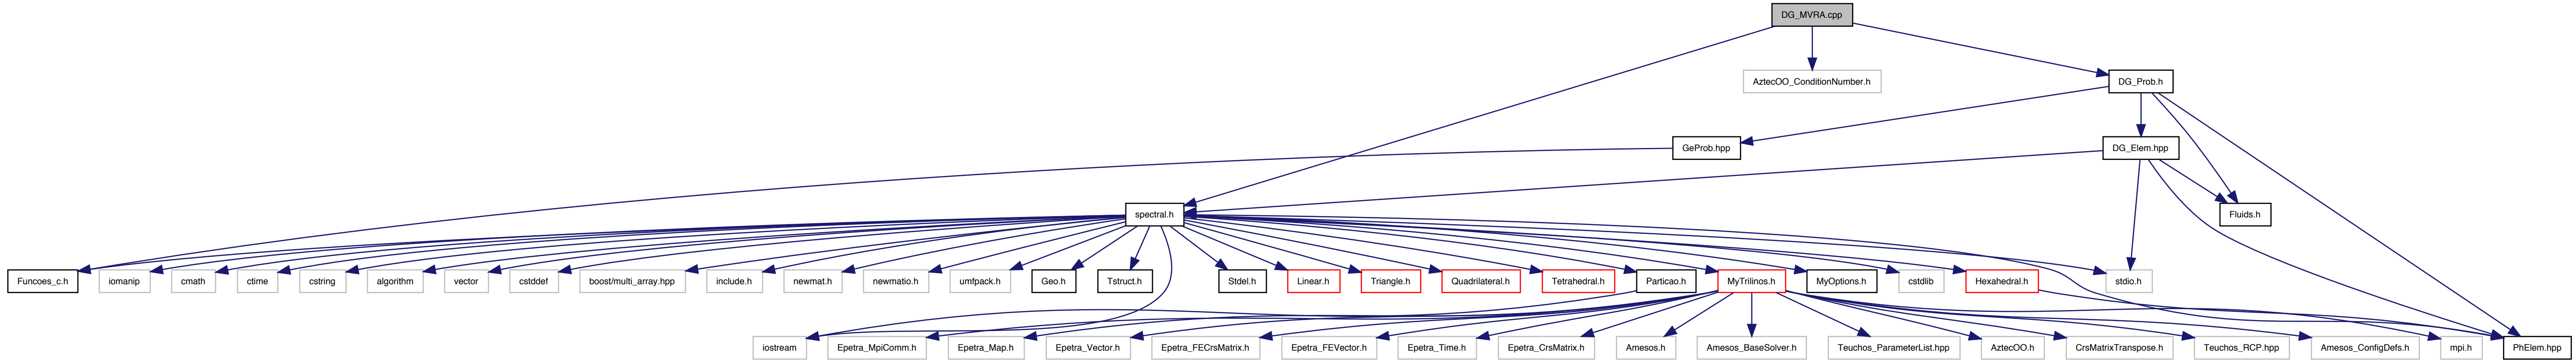 DG_MVRA.cpp
AztecOO_ConditionNumber.h
DG_Prob.h
GeProb.hpp
DG_Elem.hpp
spectral.h
Fluids.h
Funcoes_c.h
iomanip
cmath
ctime
cstring
algorithm
vector
cstddef
boost/multi_array.hpp
include.h
newmat.h
newmatio.h
umfpack.h
Geo.h
Tstruct.h
Stdel.h
Linear.h
Triangle.h
Quadrilateral.h
Tetrahedral.h
Particao.h
MyTrilinos.h
MyOptions.h
cstdlib
Hexahedral.h
stdio.h
iostream
Epetra_MpiComm.h
Epetra_Map.h
Epetra_Vector.h
Epetra_FECrsMatrix.h
Epetra_FEVector.h
Epetra_Time.h
Epetra_CrsMatrix.h
Amesos.h
Amesos_BaseSolver.h
Teuchos_ParameterList.hpp
AztecOO.h
CrsMatrixTranspose.h
Teuchos_RCP.hpp
Amesos_ConfigDefs.h
mpi.h
PhElem.hpp